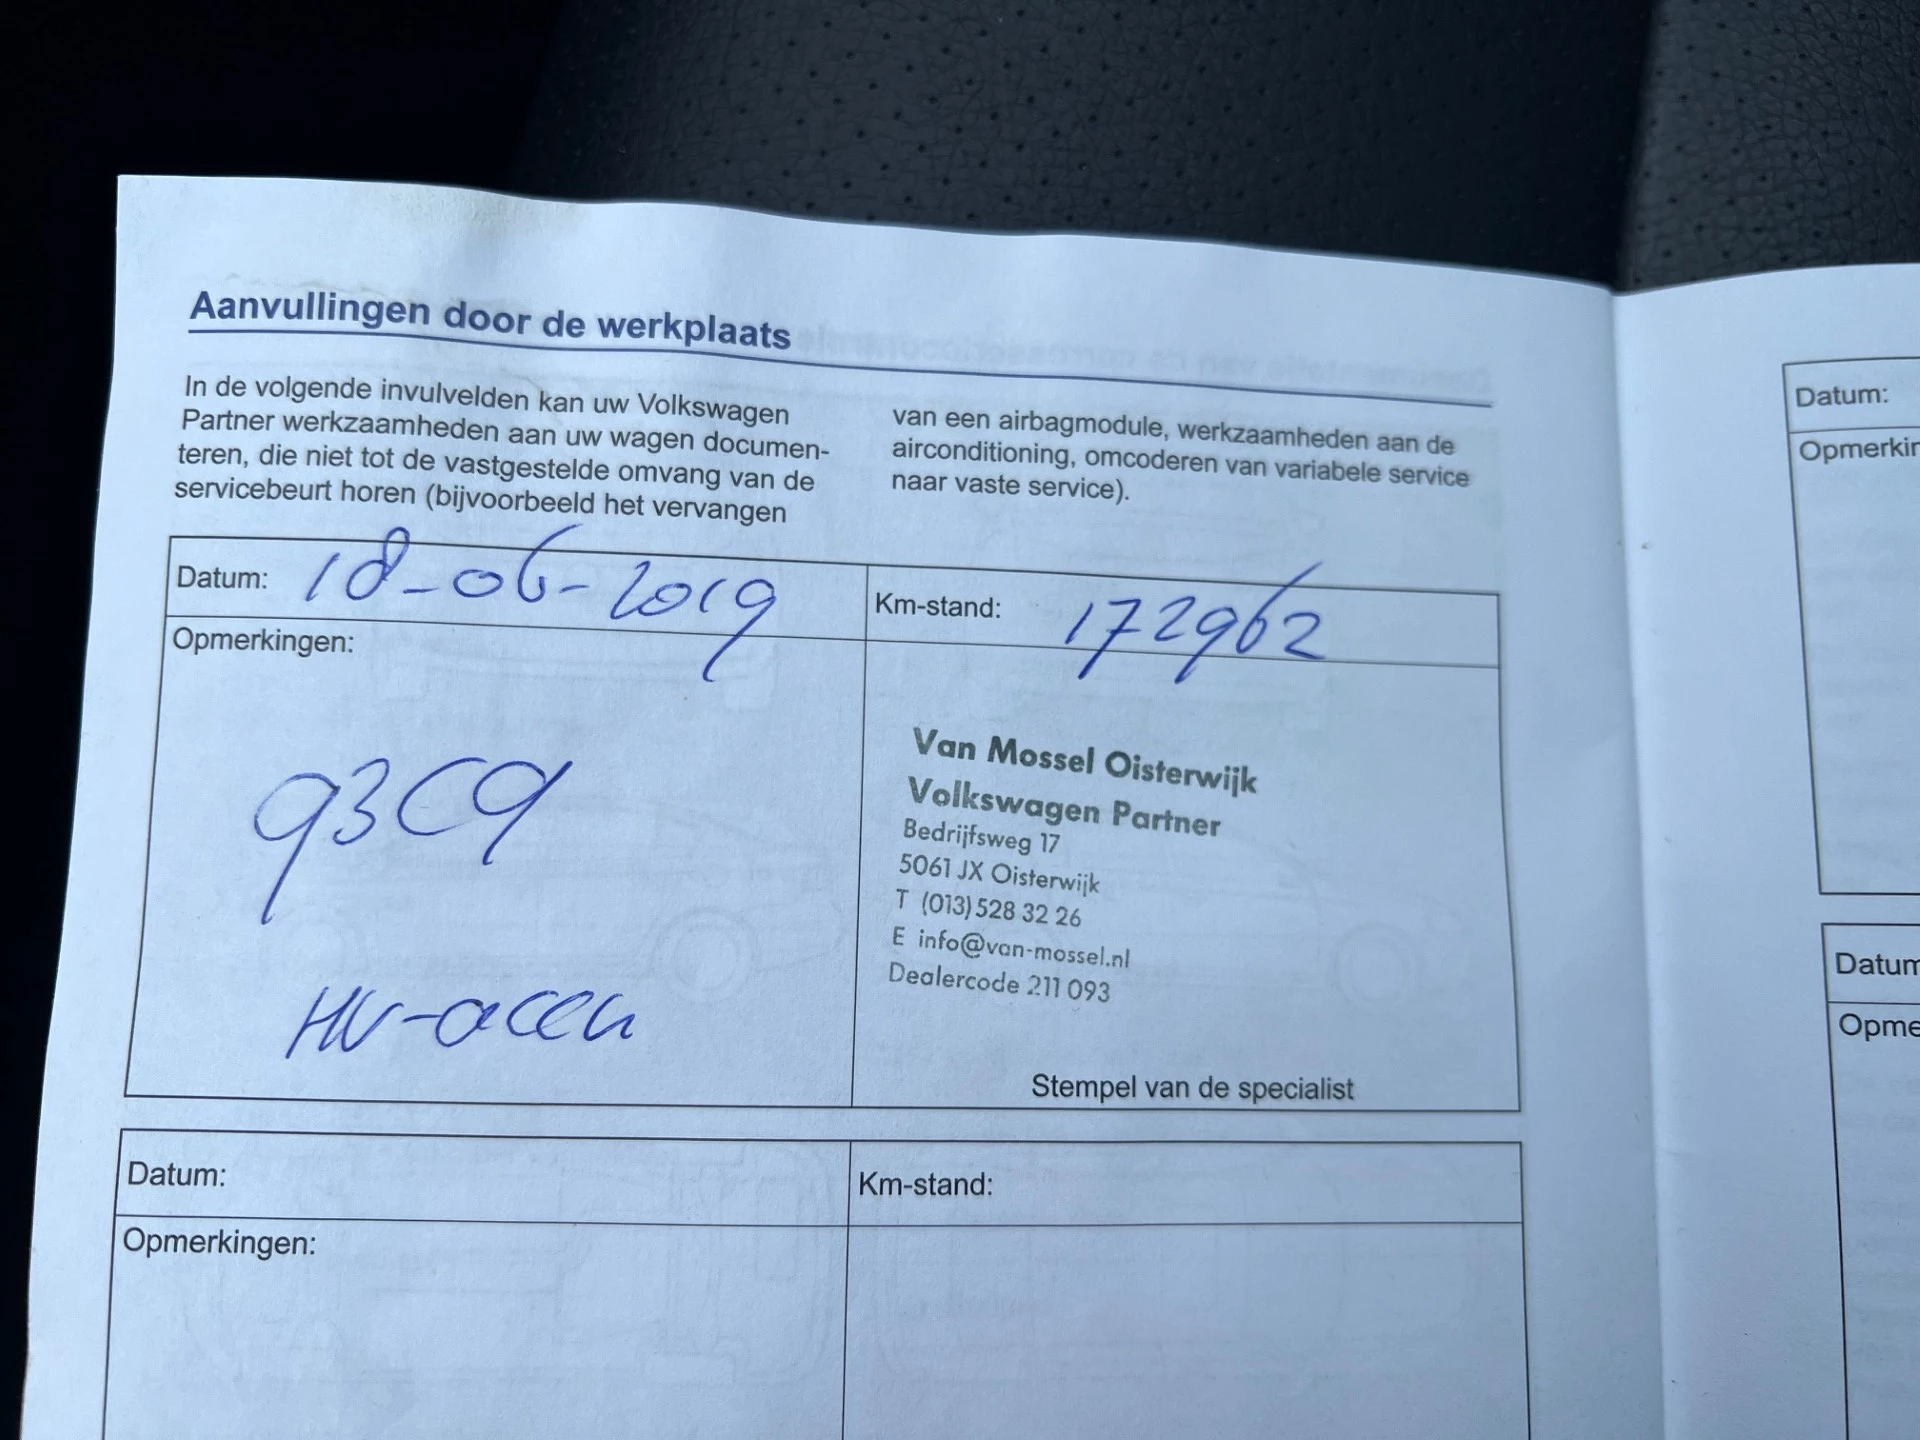 Aanvullingen door de werkplaats
In de volgende invulvelden kan uw Volkswagen
Partner werkzaamheden aan uw wagen documen-
teren, die niet tot de vastgestelde omvang van de
servicebeurt horen (bijvoorbeeld het vervangen
van een airbagmodule, werkzaamheden aan de
airconditioning, omcoderen van variabele service
naar vaste service).
Datum: 18-06-2019
Km-stand: 172962
Opmerkingen:
93C9
HV-accu
Van Mossel Oisterwijk
Volkswagen Partner
Bedrijfsweg 17
5061 JX Oisterwijk
T (013) 528 32 26
E info@van-mossel.nl
Dealercode 211 093
Stempel van de specialist
Datum:
Km-stand:
Opmerkingen:
Datum:
Opmerkin
Datum
Opme